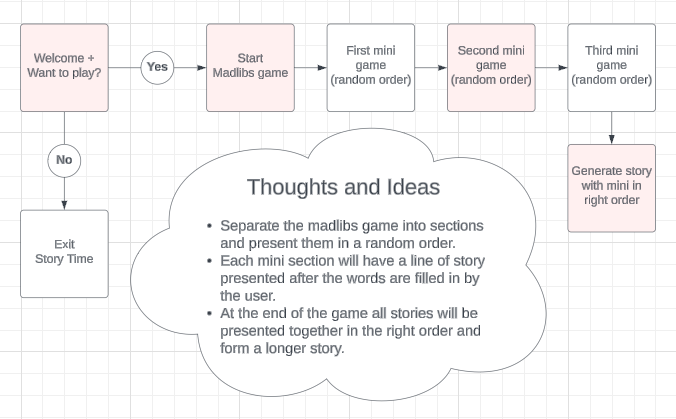 Welcome +
Want to play?
Yes
Start
Madlibs game
First mini
game
(random order)
Second mini
game
(random order)
Third mini
game
(random order)
No
Exit
Story Time
Generate story
with mini in
right order
Thoughts and Ideas
• Separate the madlibs game into sections
and present them in a random order.
• Each mini section will have a line of story
presented after the words are filled in by
the user.
• At the end of the game all stories will be
presented together in the right order and
form a longer story.